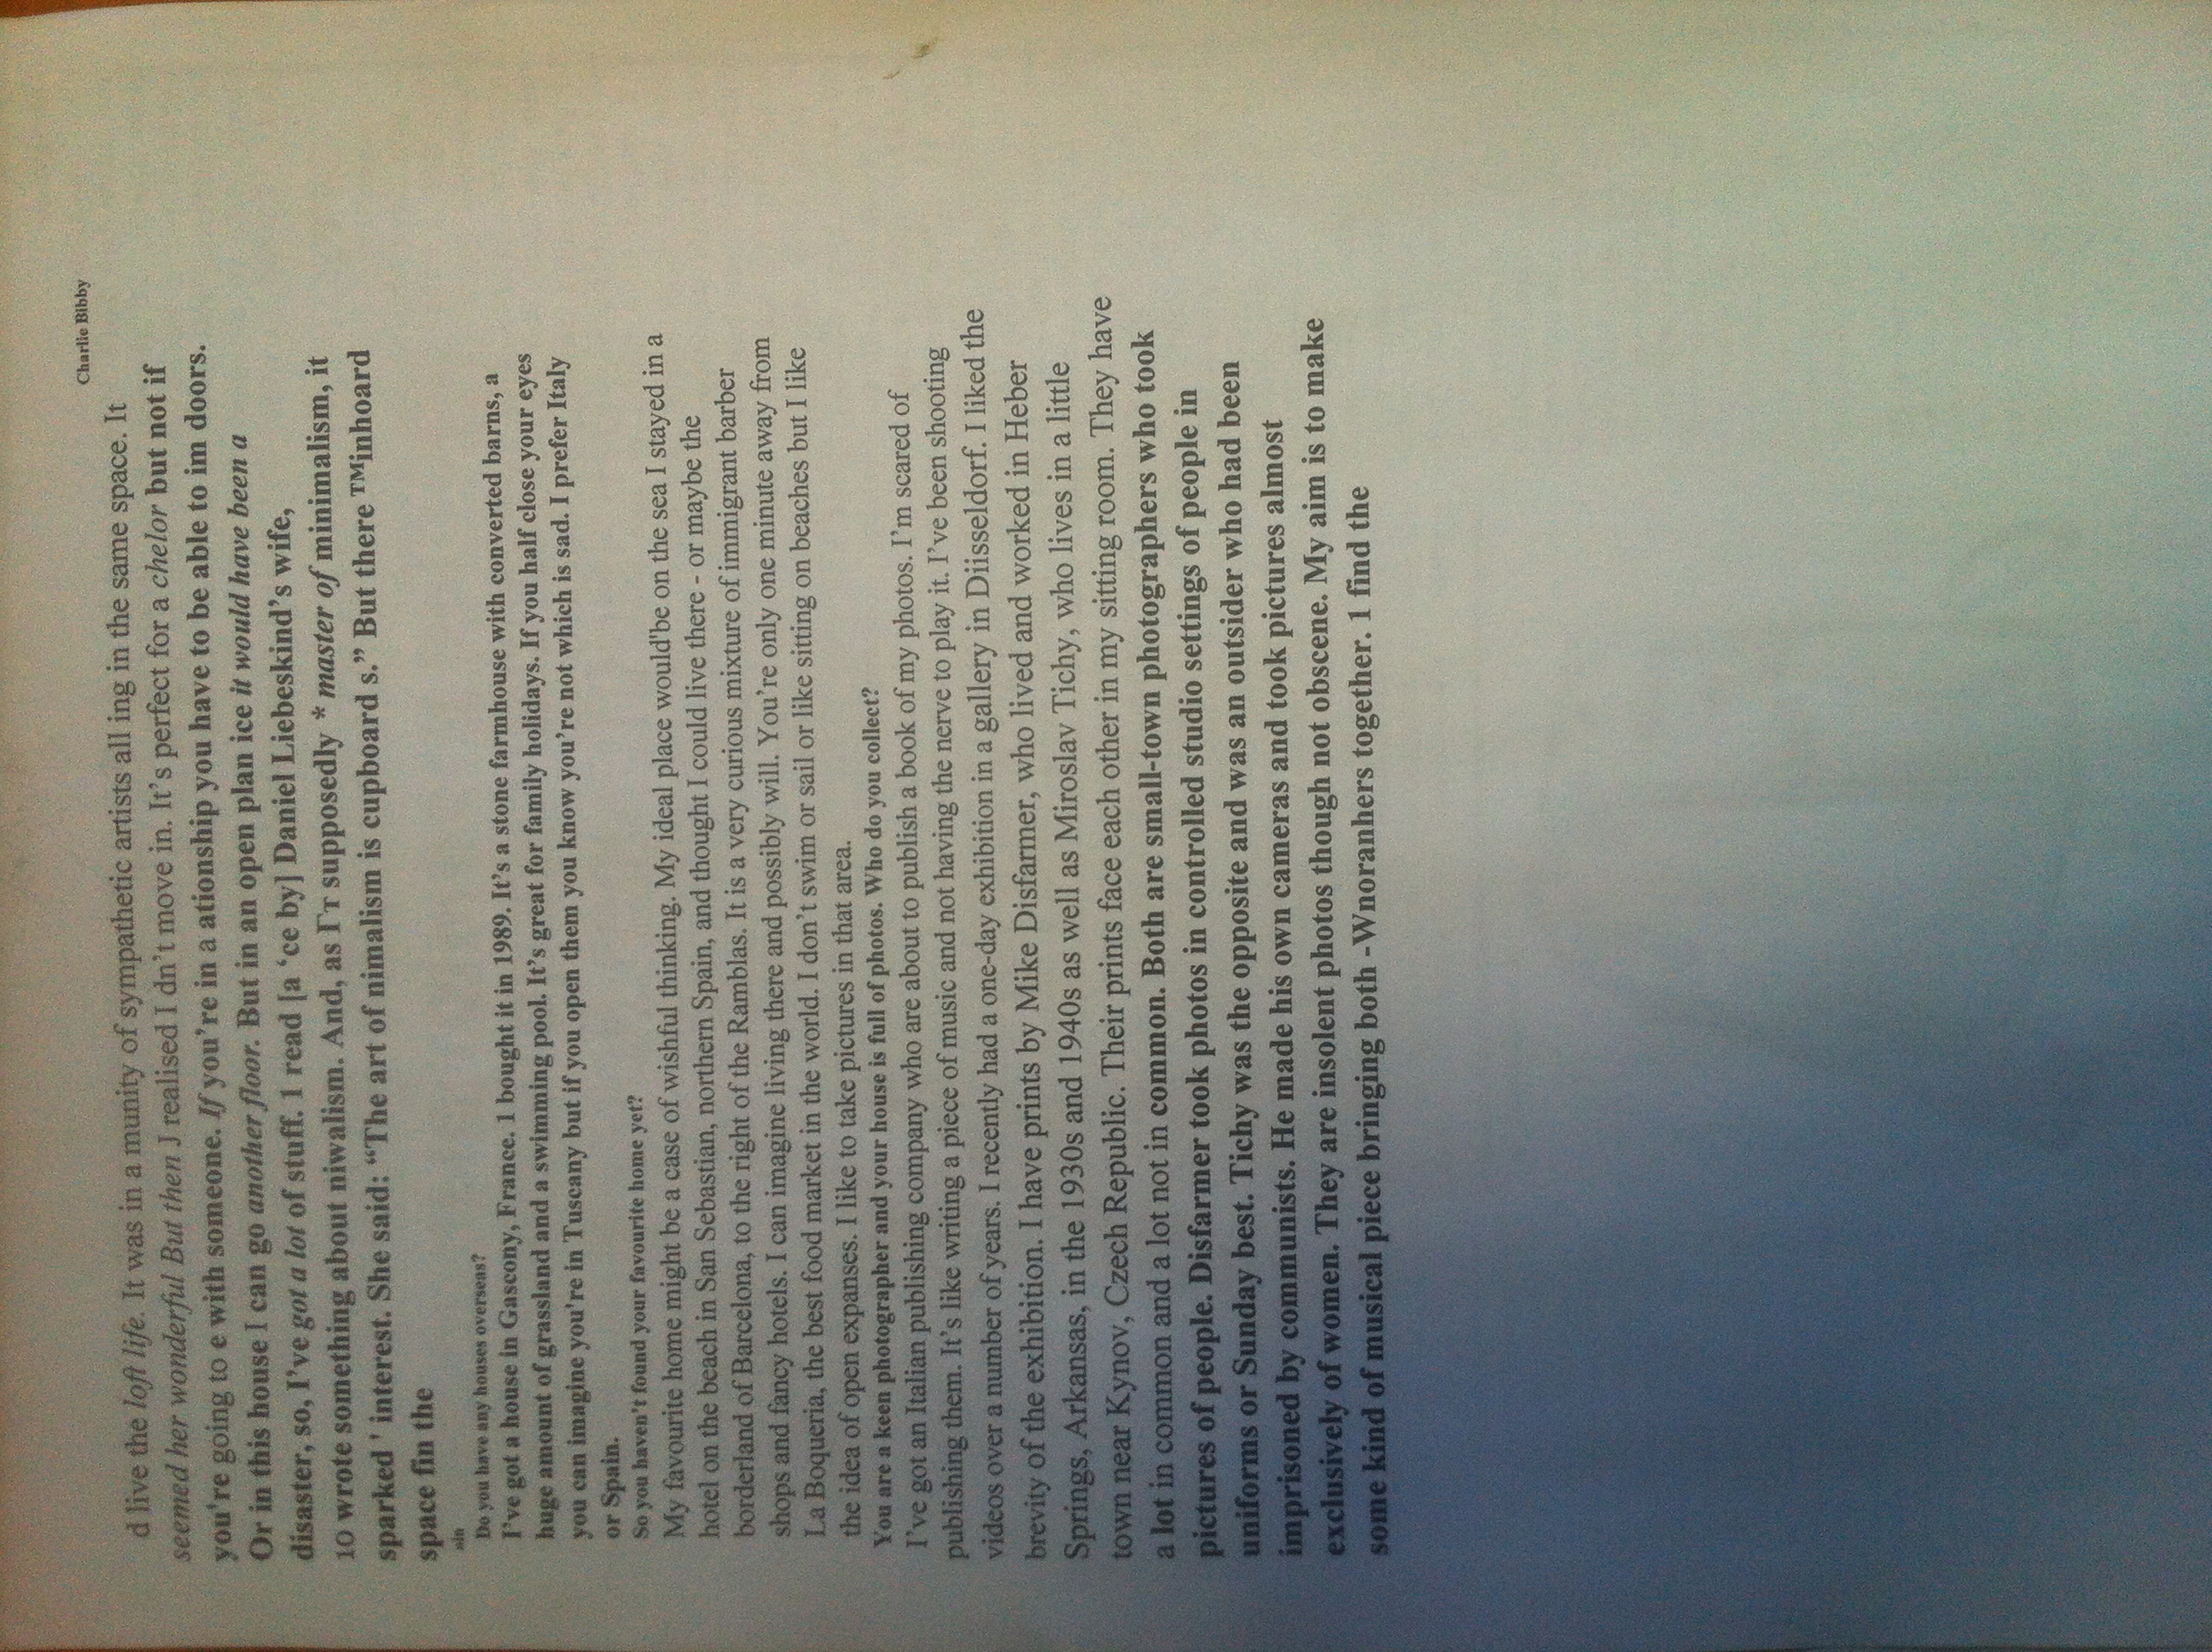 Charlie Bibby
d live the loft life. It was in a munity of sympathetic artists all ing in the same space. It
seemed her wonderful But then J realised I dn't move in. It's perfect for a chelor but not if
you're going to e with someone. If you're in a ationship you have to be able to im doors.
Or in this house I can go another floor. But in an open plan ice it would have been a
disaster, so, I've got a lot of stuff. 1 read [a ‘ce by] Daniel Liebeskind's wife,
10 wrote something about niwalism. And, as Гт supposedly * master of minimalism, it
sparked ' interest. She said: “The art of nimalism is cupboard s.” But there ™inhoard
space fin the
Do you have any houses overseas?
I've got a house in Gascony, France. 1 bought it in 1989. It's a stone farmhouse with converted barns, a
huge amount of grassland and a swimming pool. It's great for family holidays. If you half close your eyes
you can imagine you're in Tuscany but if you open them you know you're not which is sad. I prefer Italy
or Spain.
So you haven't found your favourite home yet?
My favourite home might be a case of wishful thinking. My ideal place would'be on the sea I stayed in a
hotel on the beach in San Sebastian, northern Spain, and thought I could live there - or maybe the
borderland of Barcelona, to the right of the Ramblas. It is a very curious mixture of immigrant barber
shops and fancy hotels. I can imagine living there and possibly will. You're only one minute away from
La Boqueria, the best food market in the world. I don't swim or sail or like sitting on beaches but I like
the idea of open expanses. I like to take pictures in that area.
You are a keen photographer and your house is full of photos. Who do you collect?
I've got an Italian publishing company who are about to publish a book of my photos. I'm scared of
publishing them. It's like writing a piece of music and not having the nerve to play it. I've been shooting
videos over a number of years. I recently had a one-day exhibition in a gallery in Diisseldorf. I liked the
brevity of the exhibition. I have prints by Mike Disfarmer, who lived and worked in Heber
Springs, Arkansas, in the 1930s and 1940s as well as Miroslav Tichy, who lives in a little
town near Kynov, Czech Republic. Their prints face each other in my sitting room. They have
a lot in common and a lot not in common. Both are small-town photographers who took
pictures of people. Disfarmer took photos in controlled studio settings of people in
uniforms or Sunday best. Tichy was the opposite and was an outsider who had been
imprisoned by communists. He made his own cameras and took pictures almost
exclusively of women. They are insolent photos though not obscene. My aim is to make
some kind of musical piece bringing both -Wnoranhers together. 1 find the